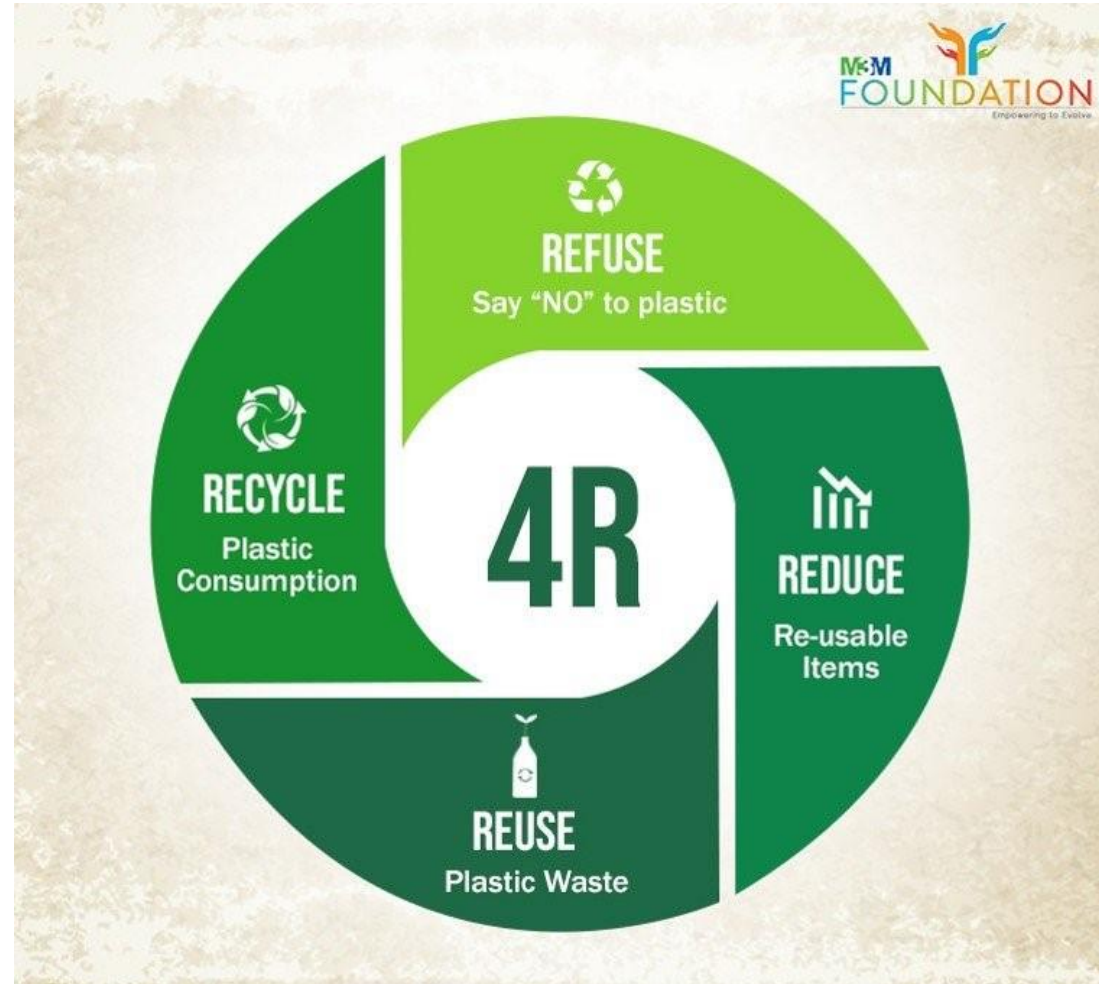 M3M
FOUNDATION
Empowering to Evolve
REFUSE
Say “NO” to plastic
REDUCE
Re-usable
Items
REUSE
Plastic Waste
RECYCLE
Plastic
Consumption
4R